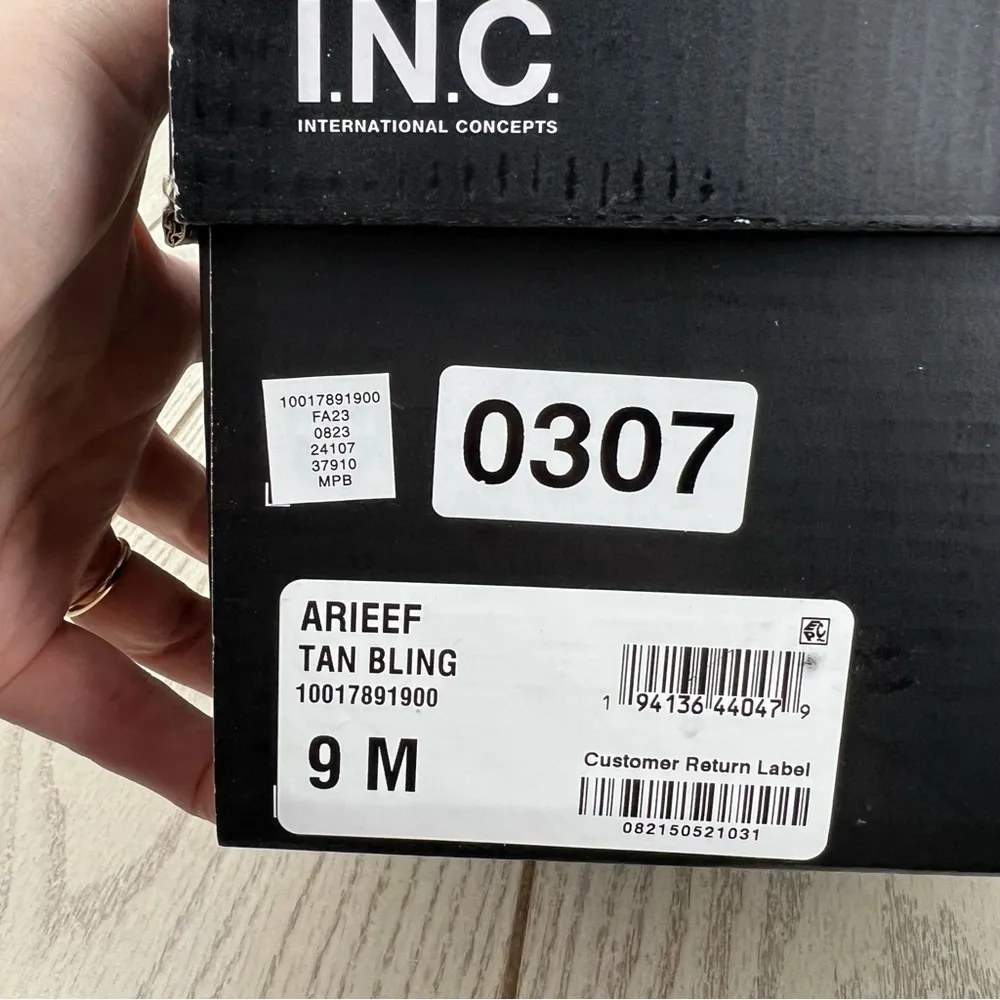 I.N.C.
INTERNATIONAL CONCEPTS
10017891900
FA23
0823
24107
37910
MPB
0307
ARIEEF
TAN BLING
10017891900
9 M
1 94136 44047 9
Customer Return Label
082150521031